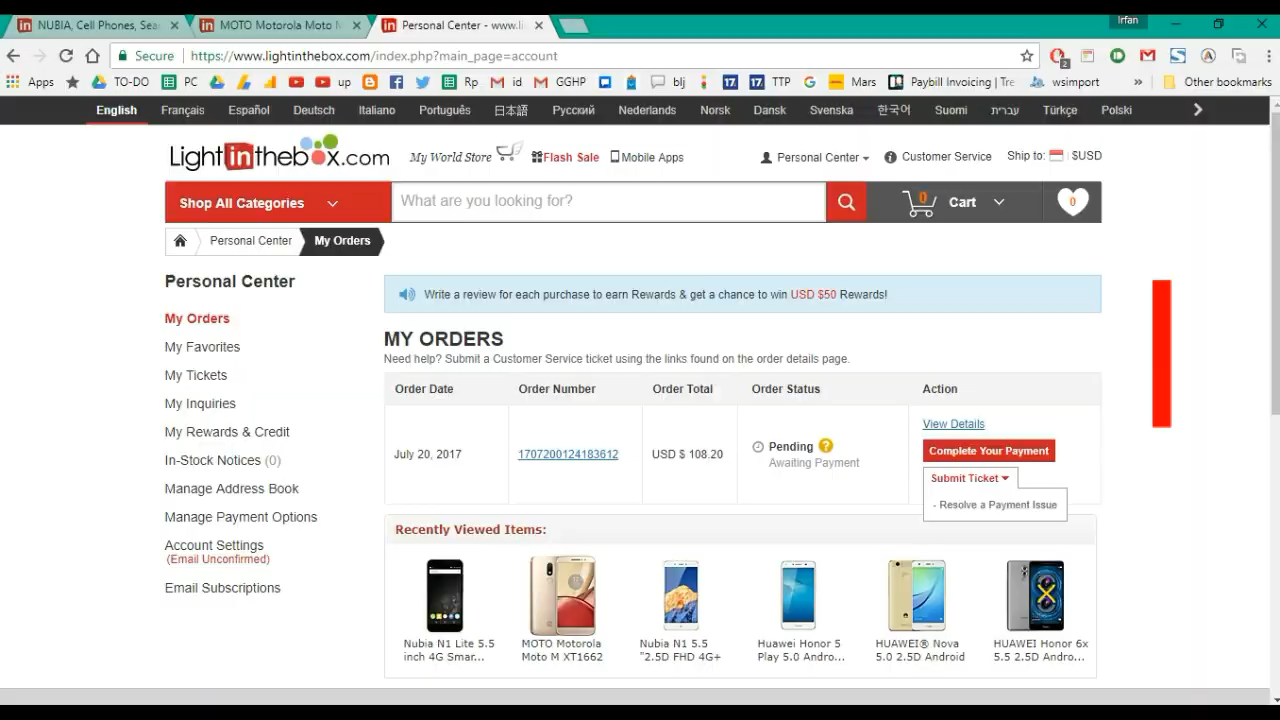 Irfan
NUBIA, Cell Phones, Sea
MOTO Motorola Moto M
Personal Center - www.li
Secure
https://www.lightinthebox.com/index.php?main_page=account
2
Apps
TO-DO
PC
up
Rp
id
GGHP
blj
17
17
TTP
Mars
Paybill Invoicing | Tre
wsimport
»
Other bookmarks
English
Français
Español
Deutsch
Italiano
Português
日本語
Русский
Nederlands
Norsk
Dansk
Svenska
한국어
Suomi
עברית
Türkçe
Polski
Lightinthebox.com
My World Store
Flash Sale
Mobile Apps
Personal Center
Customer Service
Ship to:
| $USD
Shop All Categories
What are you looking for?
0
Cart
0
Personal Center
My Orders
Personal Center
My Orders
My Favorites
My Tickets
My Inquiries
My Rewards & Credit
In-Stock Notices (0)
Manage Address Book
Manage Payment Options
Account Settings
(Email Unconfirmed)
Email Subscriptions
Write a review for each purchase to earn Rewards & get a chance to win USD $50 Rewards!
MY ORDERS
Need help? Submit a Customer Service ticket using the links found on the order details page.
Order Date
Order Number
Order Total
Order Status
Action
July 20, 2017
1707200124183612
USD $ 108.20
Pending ?
Awaiting Payment
View Details
Complete Your Payment
Submit Ticket
- Resolve a Payment Issue
Recently Viewed Items:
Nubia N1 Lite 5.5
inch 4G Smar...
MOTO Motorola
Moto M XT1662
Nubia N1 5.5
"2.5D FHD 4G+
Huawei Honor 5
Play 5.0 Andro...
HUAWEI® Nova
5.0 2.5D Android
HUAWEI Honor 6x
5.5 2.5D Andro...